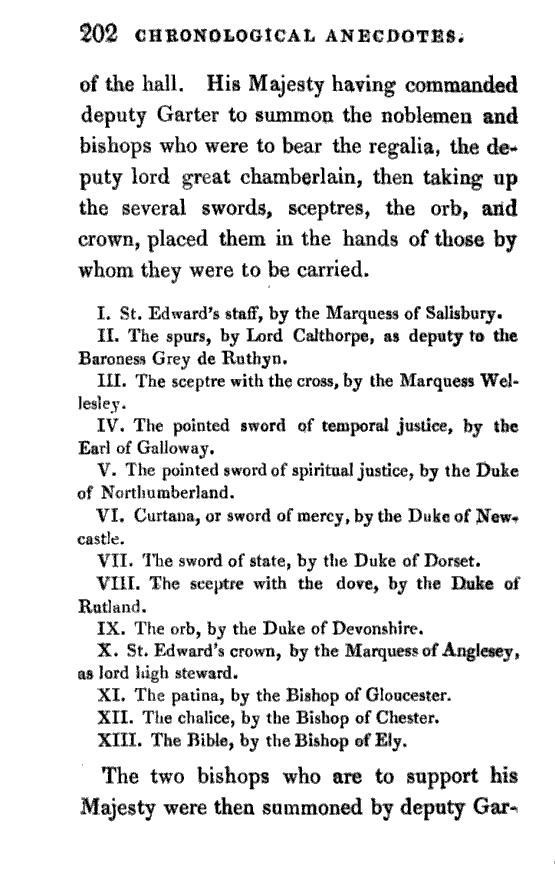 202 CHRONOLOGICAL ANECDOTES.
of the hall. His Majesty having commanded
deputy Garter to summon the noblemen and
bishops who were to bear the regalia, the de-
puty lord great chamberlain, then taking up
the several swords, sceptres, the orb, and
crown, placed them in the hands of those by
whom they were to be carried.
I. St. Edward's staff, by the Marquess of Salisbury.
II. The spurs, by Lord Calthorpe, as deputy to the
Baroness Grey de Ruthyn.
III. The sceptre with the cross, by the Marquess Wel-
lesley.
IV. The pointed sword of temporal justice, by the
Earl of Galloway.
V. The pointed sword of spiritual justice, by the Duke
of Northumberland.
VI. Curtana, or sword of mercy, by the Duke of New-
castle.
VII. The sword of state, by the Duke of Dorset.
VIII. The sceptre with the dove, by the Duke of
Rutland.
IX. The orb, by the Duke of Devonshire.
X. St. Edward's crown, by the Marquess of Anglesey,
as lord high steward.
XI. The patina, by the Bishop of Gloucester.
XII. The chalice, by the Bishop of Chester.
XIII. The Bible, by the Bishop of Ely.
The two bishops who are to support his
Majesty were then summoned by deputy Gar-